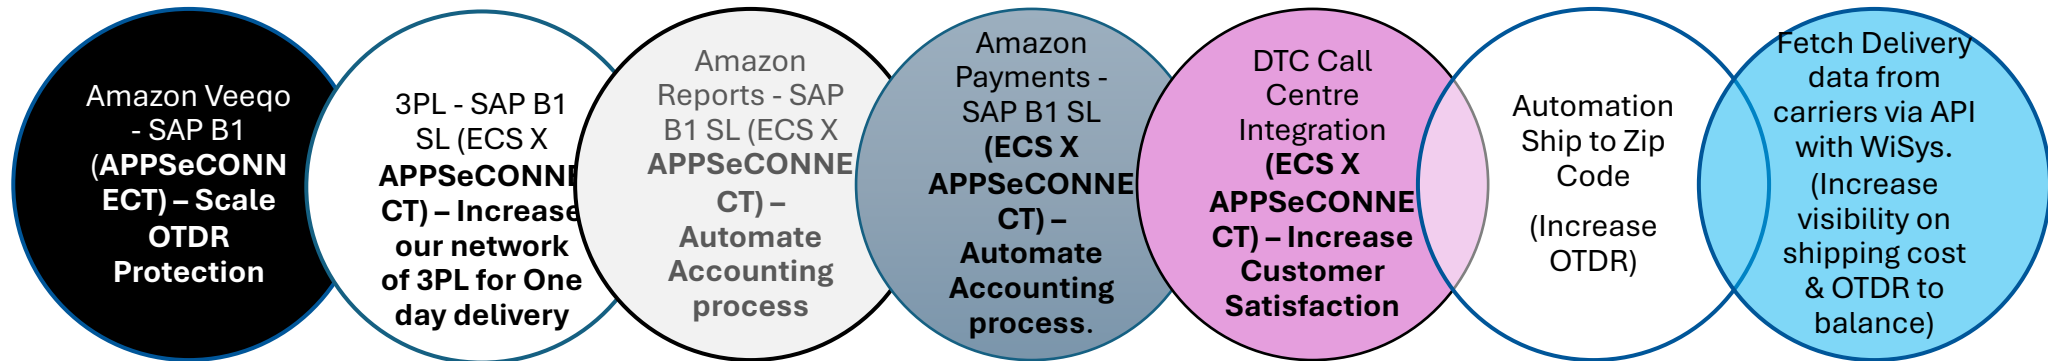 Amazon Veeqo
- SAP B1
(APPSeCONN
ECT) – Scale
OTDR
Protection
3PL - SAP B1
SL (ECS X
APPSeCONNE
CT) – Increase
our network
of 3PL for One
day delivery
Amazon
Reports - SAP
B1 SL (ECS X
APPSeCONNE
CT) –
Automate
Accounting
process
Amazon
Payments -
SAP B1 SL
(ECS X
APPSeCONNE
CT) –
Automate
Accounting
process.
DTC Call
Centre
Integration
(ECS X
APPSeCONNE
CT) – Increase
Customer
Satisfaction
Automation
Ship to Zip
Code
(Increase
OTDR)
Fetch Delivery
data from
carriers via API
with WiSys.
(Increase
visibility on
shipping cost
& OTDR to
balance)